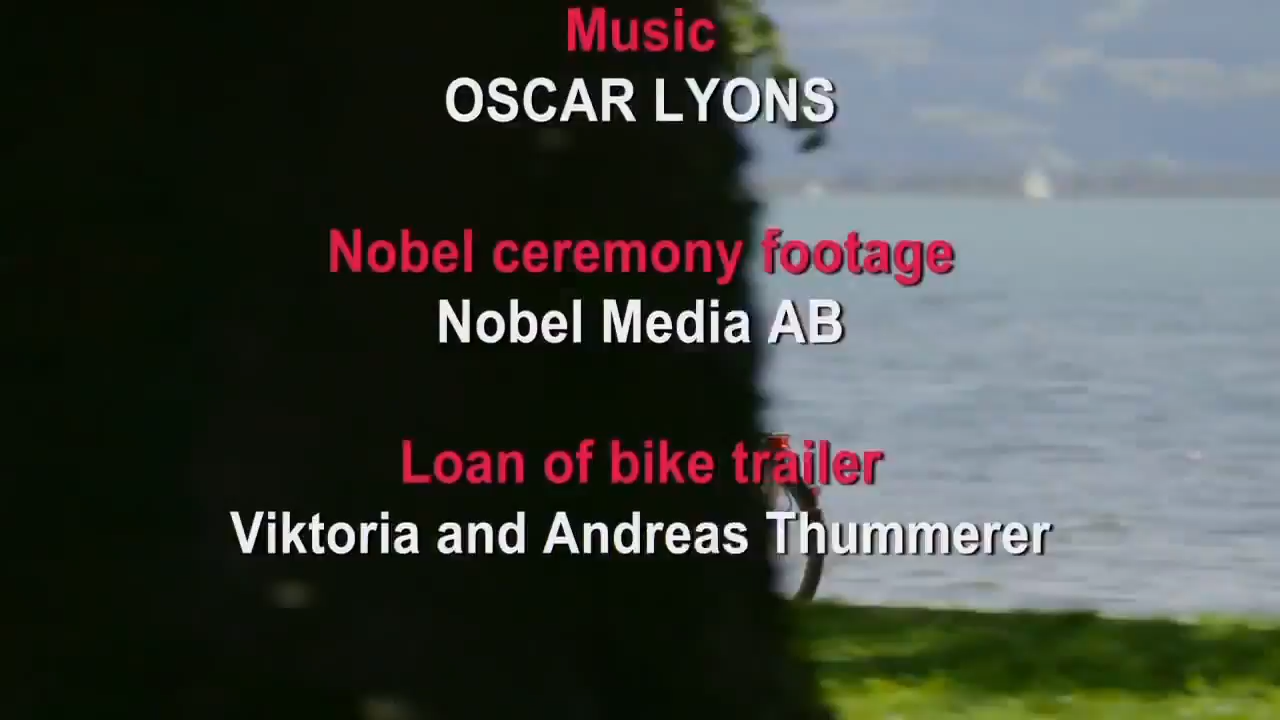 Music
OSCAR LYONS
Nobel ceremony footage
Nobel Media AB
Loan of bike trailer
Viktoria and Andreas Thummerer